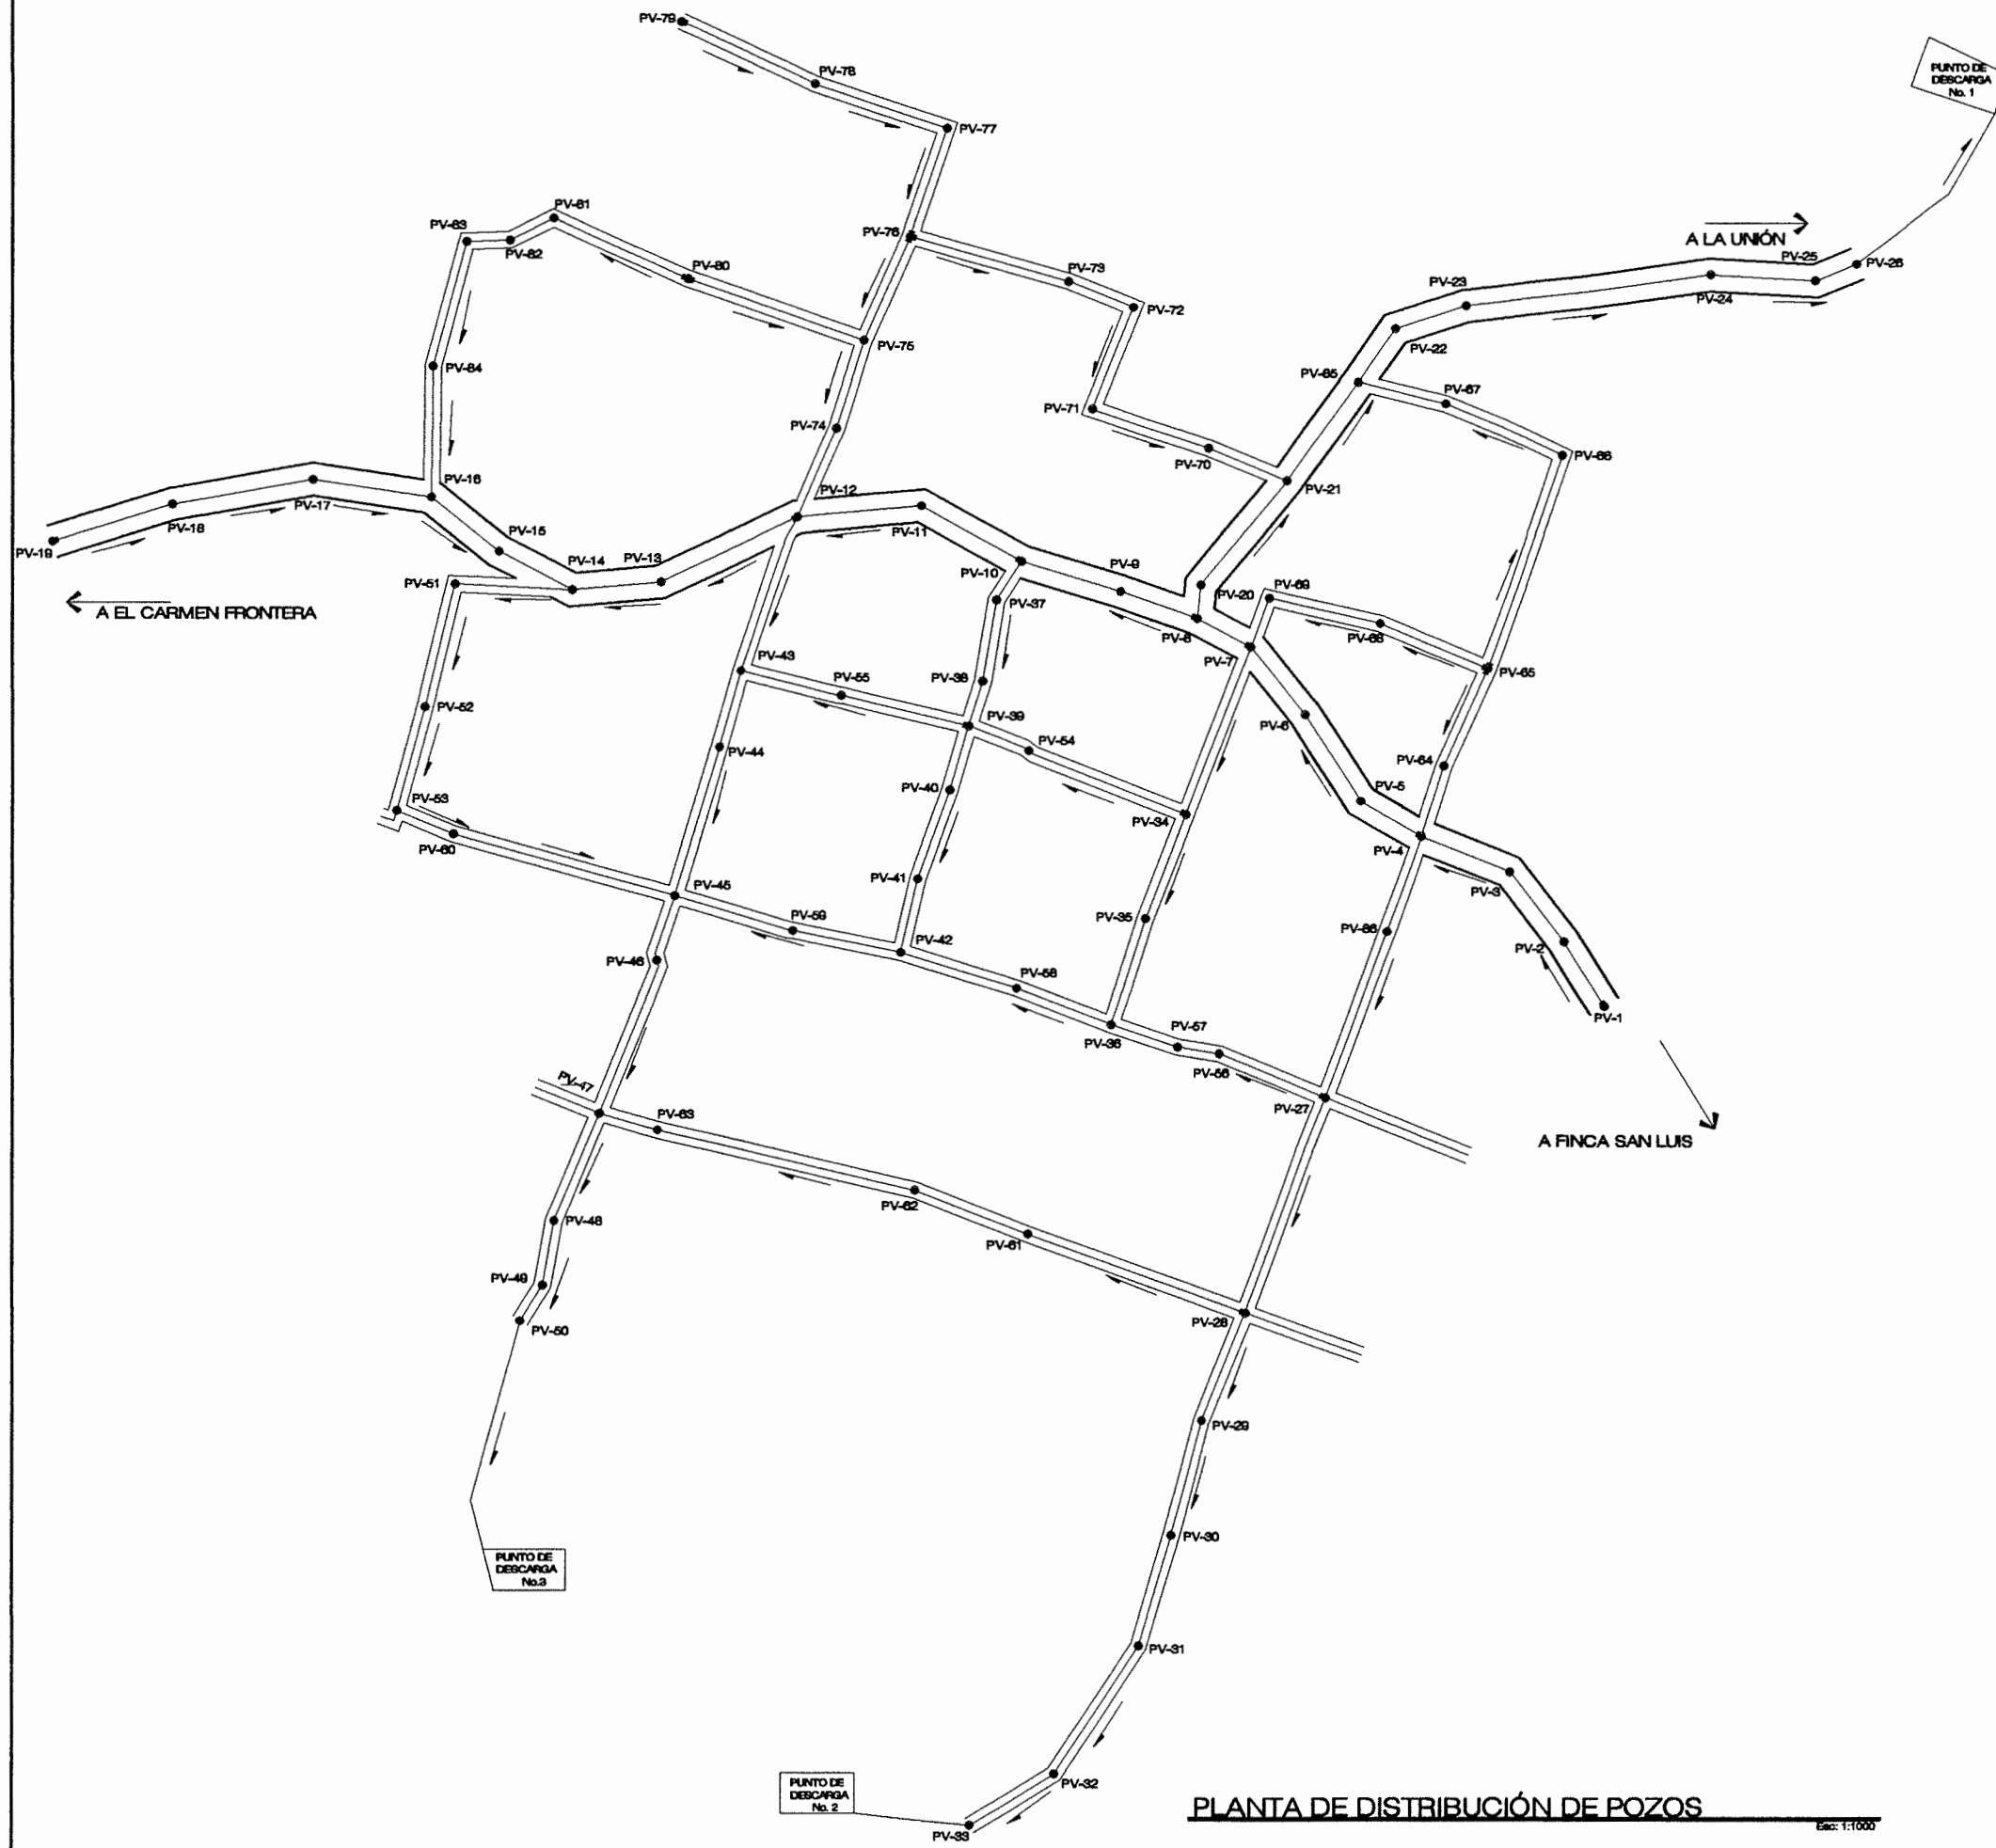 PV-79
PV-78
PUNTO DE
DESCARGA
No. 1
PV-77
PV-81
PV-83
PV-82
PV-76
A LA UNIÓN
PV-25
PV-26
PV-80
PV-73
PV-23
PV-24
PV-72
PV-75
PV-22
PV-84
PV-85
PV-67
PV-71
PV-74
PV-66
PV-70
PV-21
PV-16
PV-12
PV-17
PV-18
PV-15
PV-11
PV-19
PV-14
PV-13
PV-10
PV-9
PV-51
PV-20
PV-69
PV-37
A EL CARMEN FRONTERA
PV-8
PV-68
PV-7
PV-43
PV-55
PV-38
PV-65
PV-52
PV-39
PV-6
PV-54
PV-44
PV-64
PV-40
PV-5
PV-53
PV-34
PV-60
PV-4
PV-41
PV-45
PV-3
PV-59
PV-35
PV-86
PV-42
PV-2
PV-46
PV-58
PV-1
PV-57
PV-36
PV-56
PV-47
PV-27
PV-63
A FINCA SAN LUIS
PV-62
PV-48
PV-61
PV-49
PV-28
PV-50
PV-29
PV-30
PUNTO DE
DESCARGA
No.3
PV-31
PUNTO DE
DESCARGA
No. 2
PV-32
PV-33
PLANTA DE DISTRIBUCIÓN DE POZOS
Esc: 1:1000